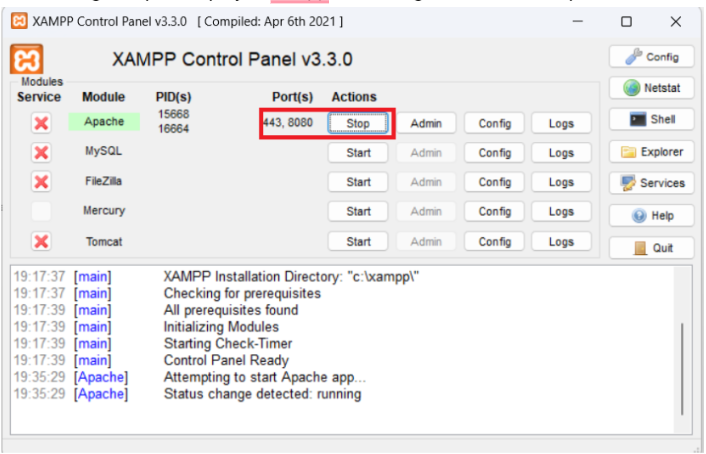 XAMPP Control Panel v3.3.0 [ Compiled: Apr 6th 2021 ]
XAMPP Control Panel v3.3.0
Config
Modules
Service Module PID(s) Port(s) Actions
Netstat
Apache 15668 16664 443, 8080 Stop Admin Config Logs
Shell
MySQL Start Admin Config Logs
Explorer
FileZilla Start Admin Config Logs
Services
Mercury Start Admin Config Logs
Help
Tomcat Start Admin Config Logs
Quit
19:17:37 [main] XAMPP Installation Directory: "c:\xampp\"
19:17:37 [main] Checking for prerequisites
19:17:39 [main] All prerequisites found
19:17:39 [main] Initializing Modules
19:17:39 [main] Starting Check-Timer
19:17:39 [main] Control Panel Ready
19:35:29 [Apache] Attempting to start Apache app...
19:35:29 [Apache] Status change detected: running